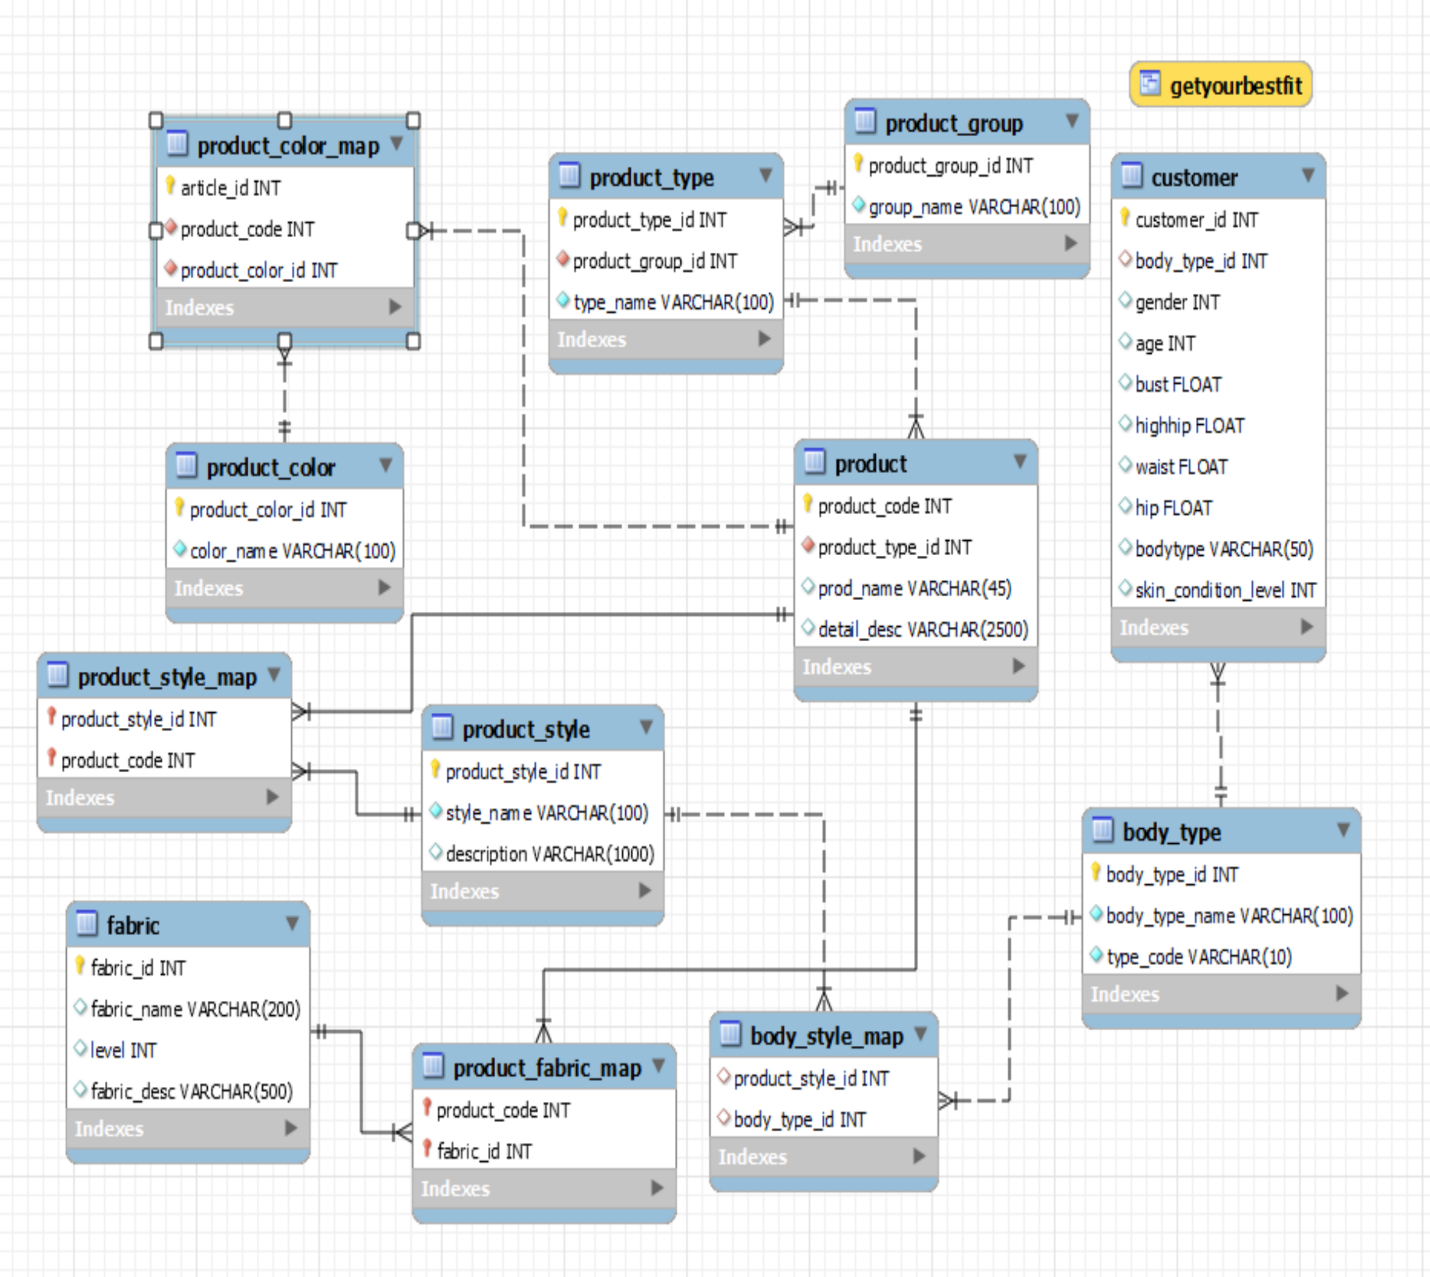 getyourbestfit
product_color_map
article_id INT
product_code INT
product_color_id INT
Indexes
product_type
product_type_id INT
product_group_id INT
type_name VARCHAR(100)
Indexes
product_group
product_group_id INT
group_name VARCHAR(100)
Indexes
customer
customer_id INT
body_type_id INT
gender INT
age INT
bust FLOAT
highhip FLOAT
waist FLOAT
hip FLOAT
bodytype VARCHAR(50)
skin_condition_level INT
Indexes
product_color
product_color_id INT
color_name VARCHAR(100)
Indexes
product
product_code INT
product_type_id INT
prod_name VARCHAR(45)
detail_desc VARCHAR(2500)
Indexes
product_style_map
product_style_id INT
product_code INT
Indexes
product_style
product_style_id INT
style_name VARCHAR(100)
description VARCHAR(1000)
Indexes
body_type
body_type_id INT
body_type_name VARCHAR(100)
type_code VARCHAR(10)
Indexes
fabric
fabric_id INT
fabric_name VARCHAR(200)
level INT
fabric_desc VARCHAR(500)
Indexes
product_fabric_map
product_code INT
fabric_id INT
Indexes
body_style_map
product_style_id INT
body_type_id INT
Indexes